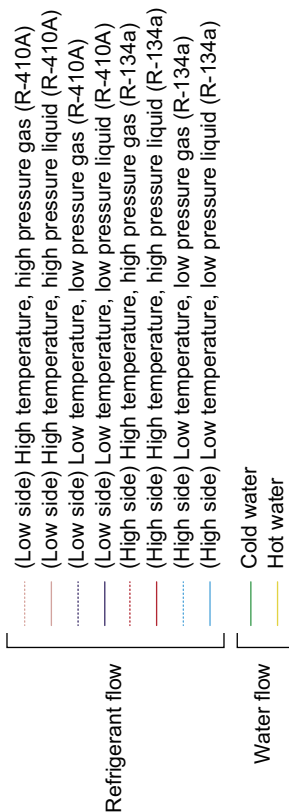 Refrigerant flow
(Low side) High temperature, high pressure gas (R-410A)
(Low side) High temperature, high pressure liquid (R-410A)
(Low side) Low temperature, low pressure gas (R-410A)
(Low side) Low temperature, low pressure liquid (R-410A)
(High side) High temperature, high pressure gas (R-134a)
(High side) High temperature, high pressure liquid (R-134a)
(High side) Low temperature, low pressure gas (R-134a)
(High side) Low temperature, low pressure liquid (R-134a)
Water flow
Cold water
Hot water